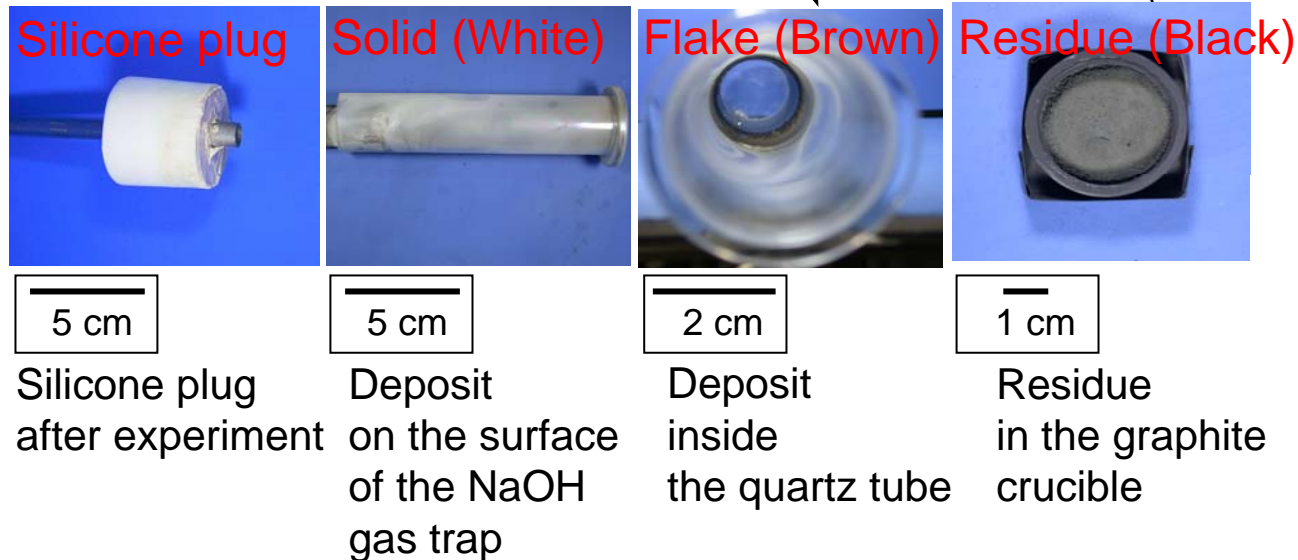 Silicone plug
Solid (White)
Flake (Brown)
Residue (Black)
5 cm
5 cm
2 cm
1 cm
Silicone plug
after experiment
Deposit
on the surface
of the NaOH
gas trap
Deposit
inside
the quartz tube
Residue
in the graphite
crucible